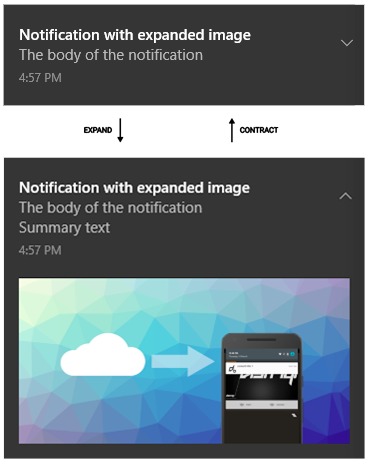 Notification with expanded image
The body of the notification
4:57 PM
EXPAND
CONTRACT
Notification with expanded image
The body of the notification
Summary text
4:57 PM